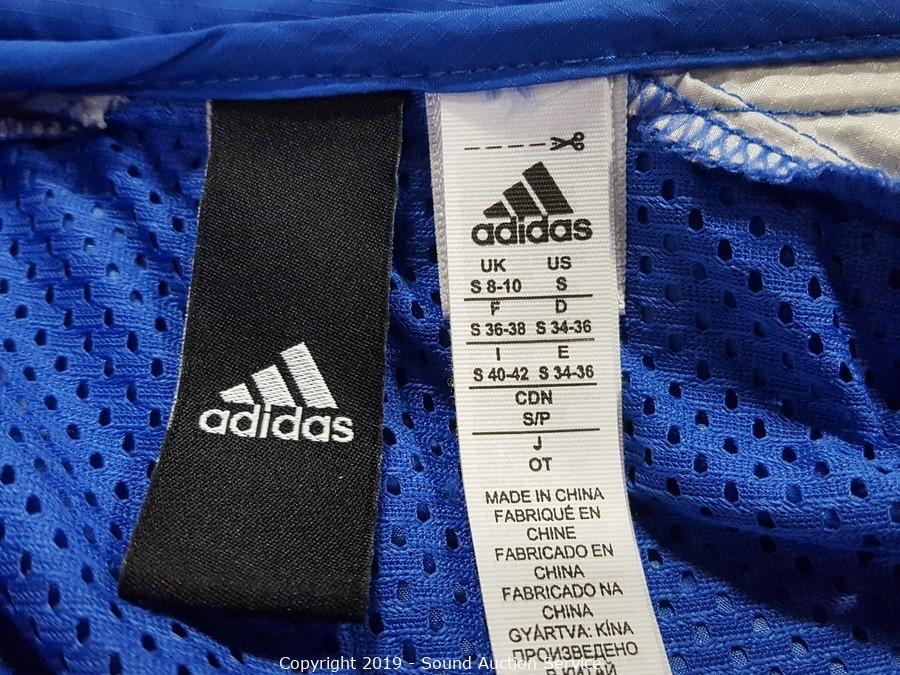 adidas
adidas
UK US
S 8-10 S
F D
S 36-38 S 34-36
I E
S 40-42 S 34-36
CDN
S/P
J
OT
MADE IN CHINA
FABRIQUÉ EN
CHINE
FABRICADO EN
CHINA
FABRICADO NA
CHINA
GYÁRTVA: KÍNA
ПРОИЗВЕДЕНО
В КИТАЙ
Copyright 2019 - Sound Auction Service